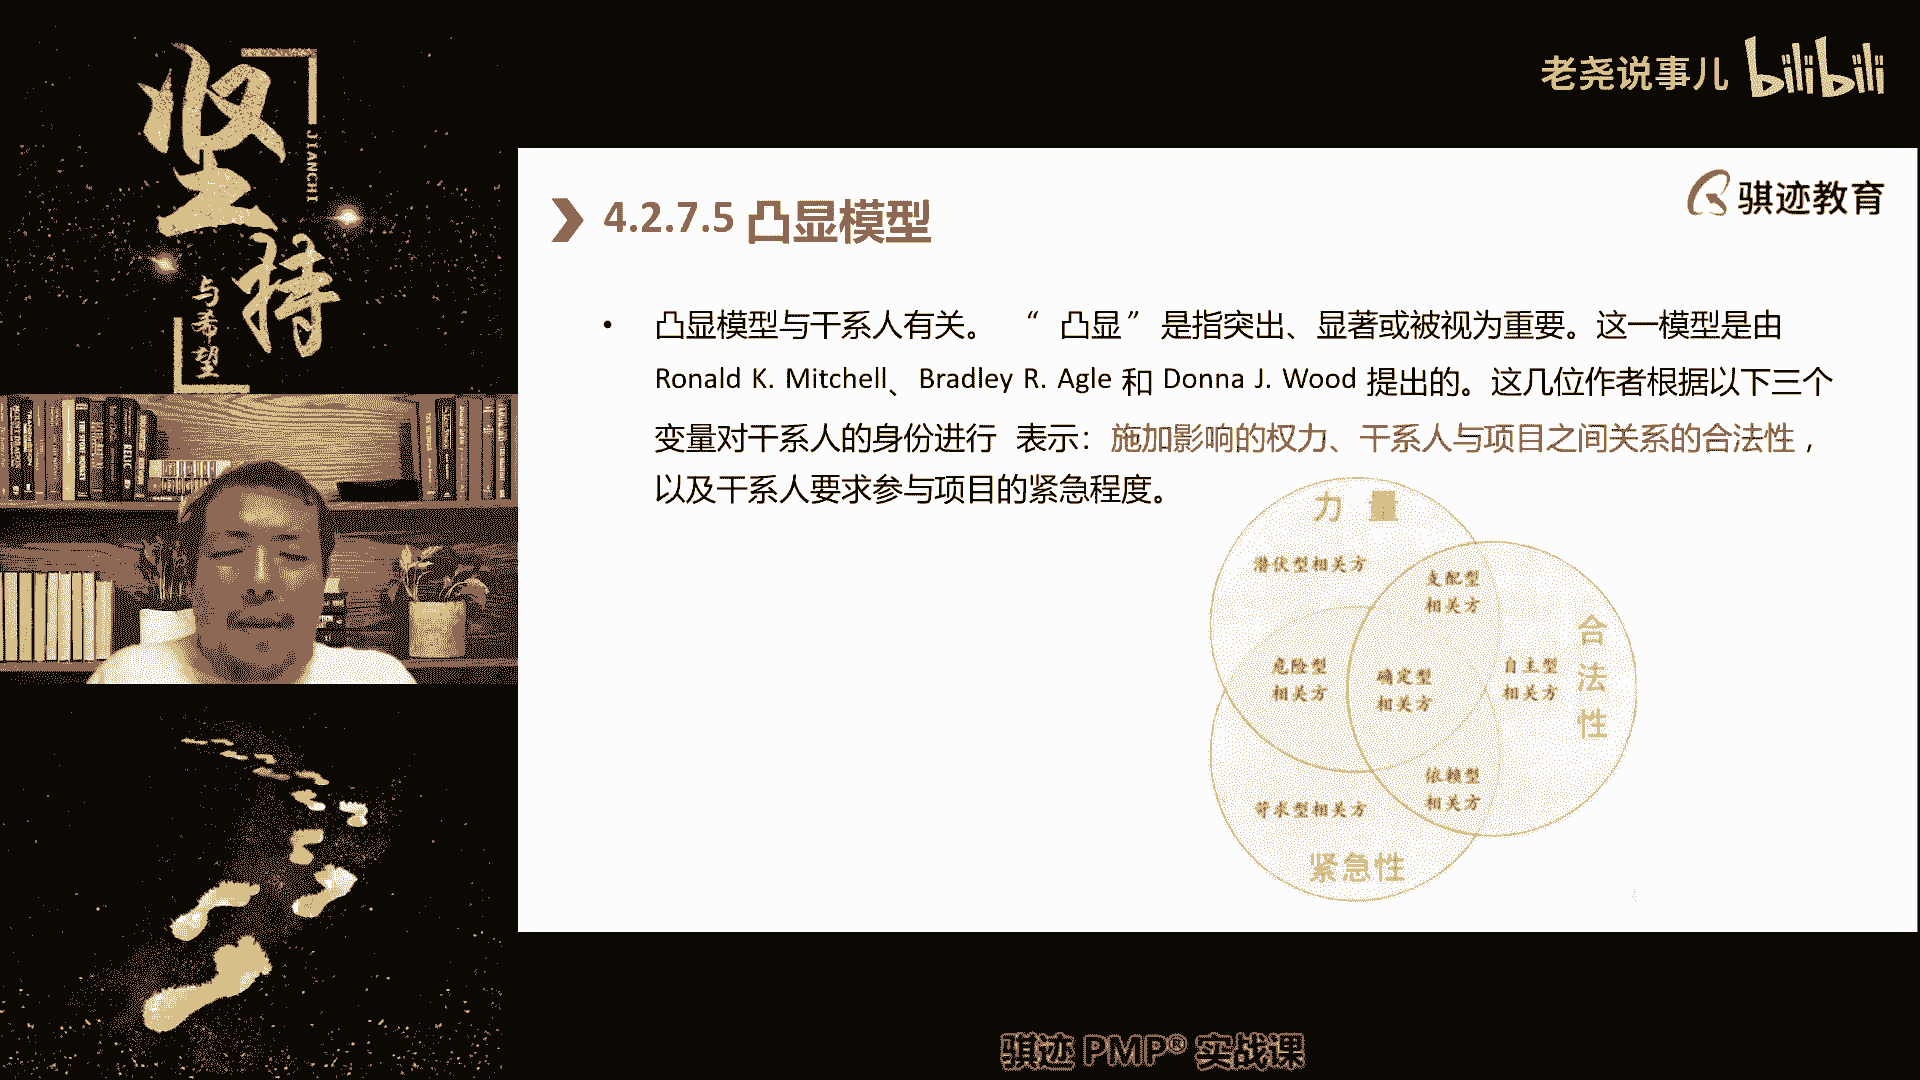 坚持
JIANCHI
与希望
老尧说事儿 bilibili
骐迹教育
4.2.7.5 凸显模型
• 凸显模型与干系人有关。 “ 凸显” 是指突出、显著或被视为重要。这一模型是由
Ronald K. Mitchell、Bradley R. Agle 和 Donna J. Wood 提出的。这几位作者根据以下三个
变量对干系人的身份进行 表示：施加影响的权力、干系人与项目之间关系的合法性，
以及干系人要求参与项目的紧急程度。
力 量
潜伏型相关方
支配型
相关方
合法性
危险型
相关方
确定型
相关方
自主型
相关方
依赖型
相关方
苛求型相关方
紧急性
骐迹 PMP® 实战课